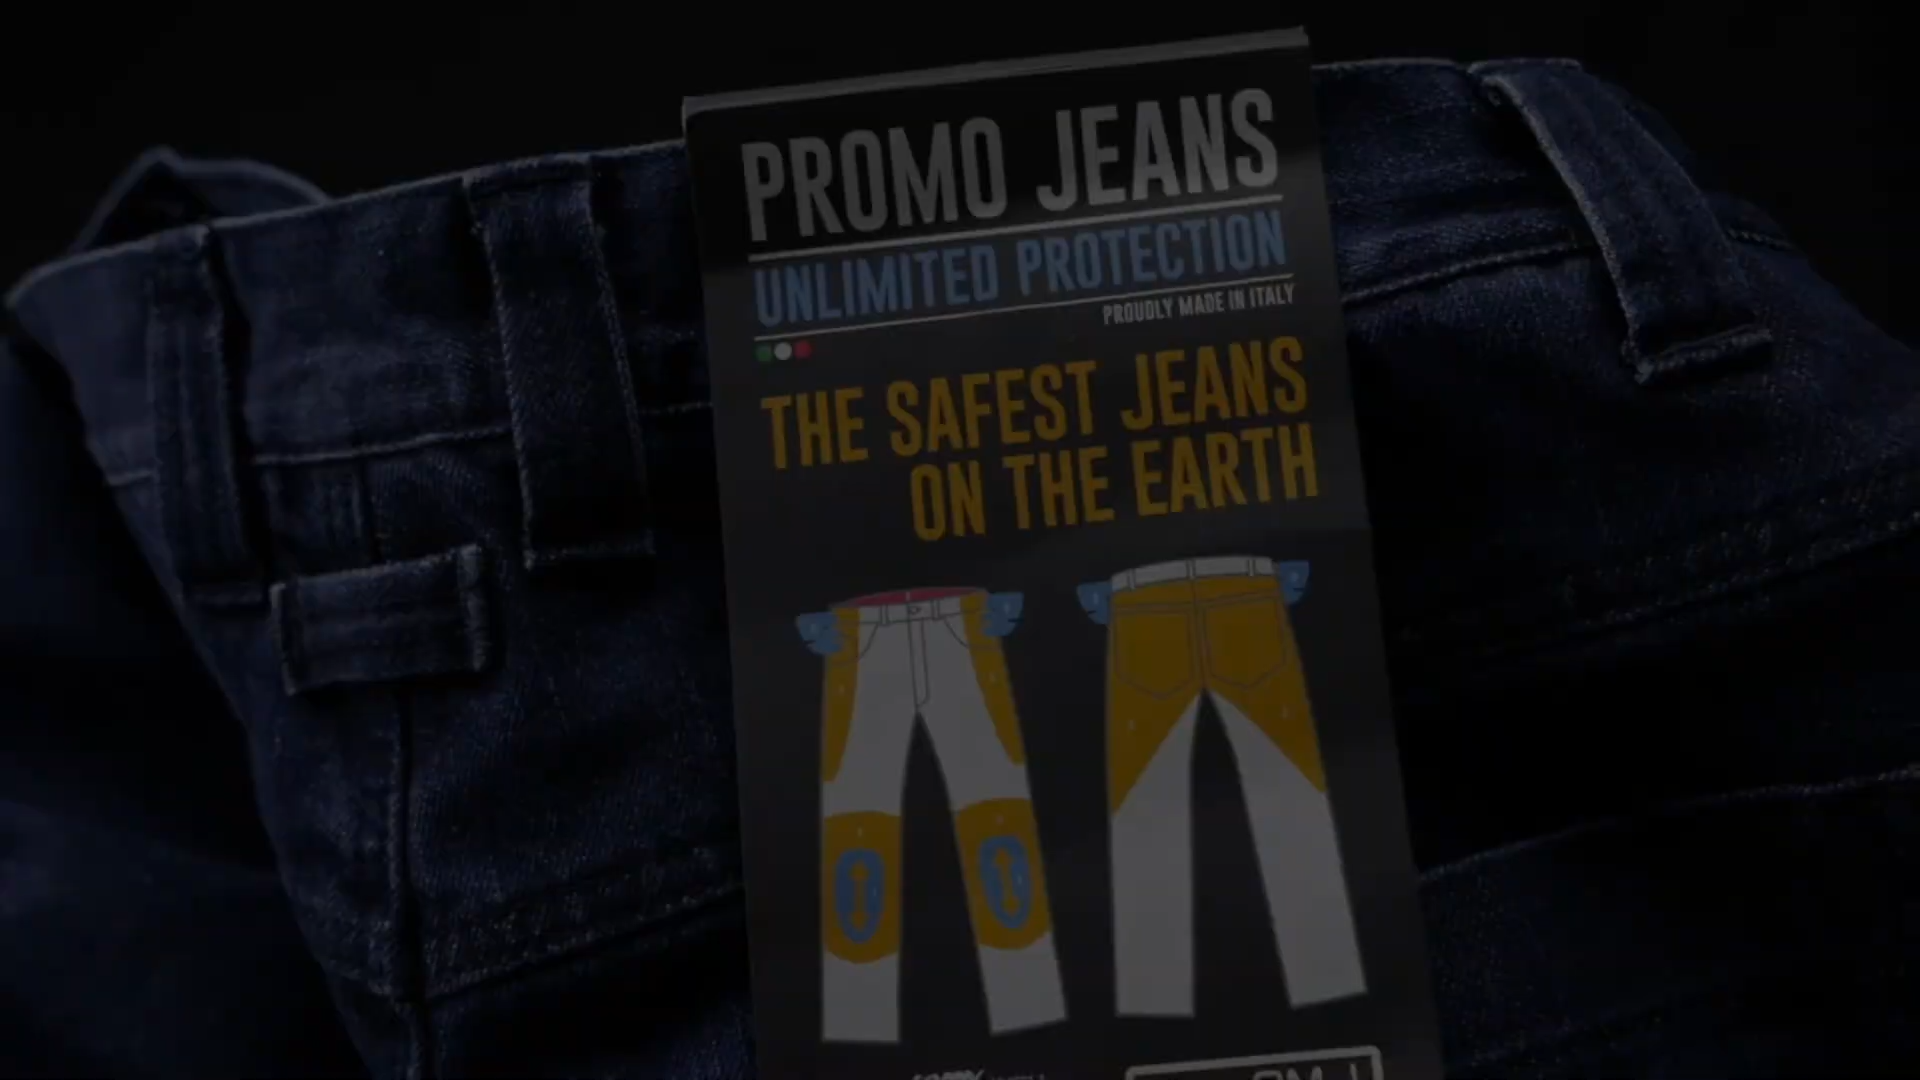 PROMO JEANS
UNLIMITED PROTECTION
PROUDLY MADE IN ITALY
THE SAFEST JEANS
ON THE EARTH